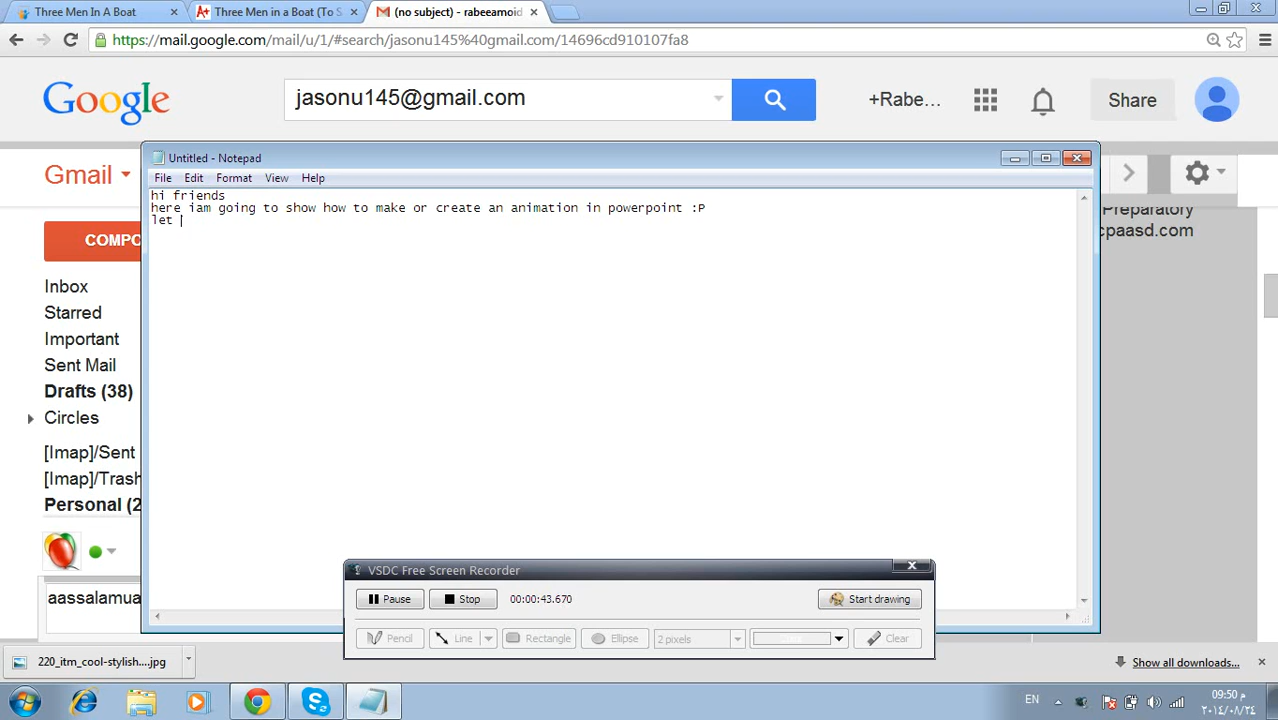 Three Men In A Boat
Three Men in a Boat (To S
(no subject) - rabeeamoid
https://mail.google.com/mail/u/1/#search/jasonu145%40gmail.com/14696cd910107fa8
Google
jasonu145@gmail.com
+Rabe...
Share
Gmail
Untitled - Notepad
File Edit Format View Help
hi friends
here iam going to show how to make or create an animation in powerpoint :P
let
Preparatory
cpaasd.com
COMPO
Inbox
Starred
Important
Sent Mail
Drafts (38)
Circles
[Imap]/Sent
[Imap]/Trash
Personal (2
aassalamua
VSDC Free Screen Recorder
Pause Stop 00:00:43.670 Start drawing
Pencil Line Rectangle Ellipse 2 pixels Clear
220_itm_cool-stylish....jpg
Show all downloads...
EN
09:50 م
٢٠١٤/٠٨/٢٤